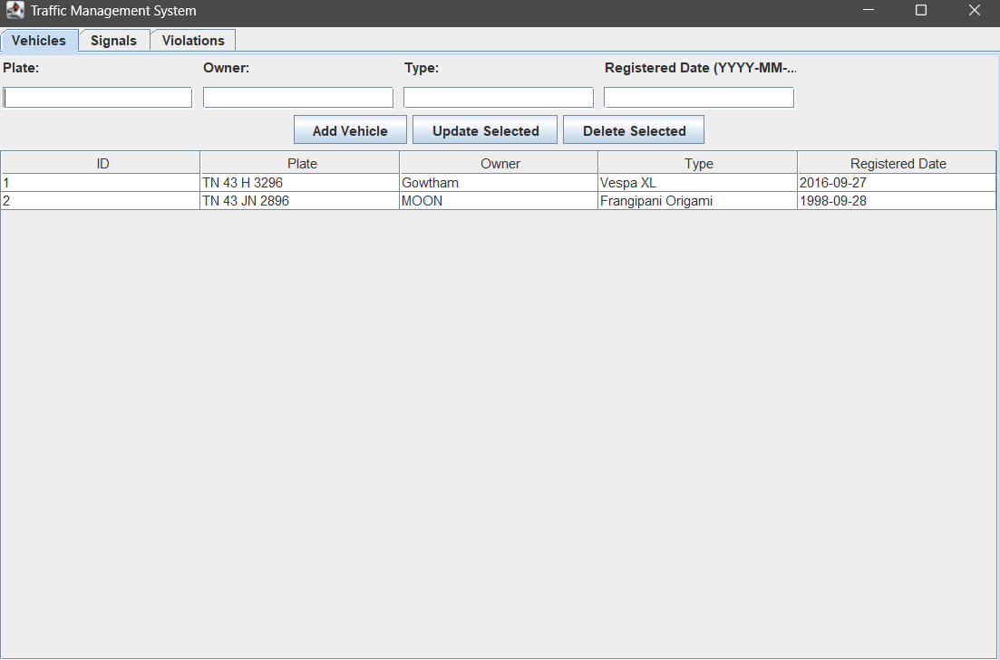 Traffic Management System
Vehicles Signals Violations
Plate: Owner: Type: Registered Date (YYYY-MM-...
Add Vehicle Update Selected Delete Selected
ID Plate Owner Type Registered Date
1 TN 43 H 3296 Gowtham Vespa XL 2016-09-27
2 TN 43 JN 2896 MOON Frangipani Origami 1998-09-28